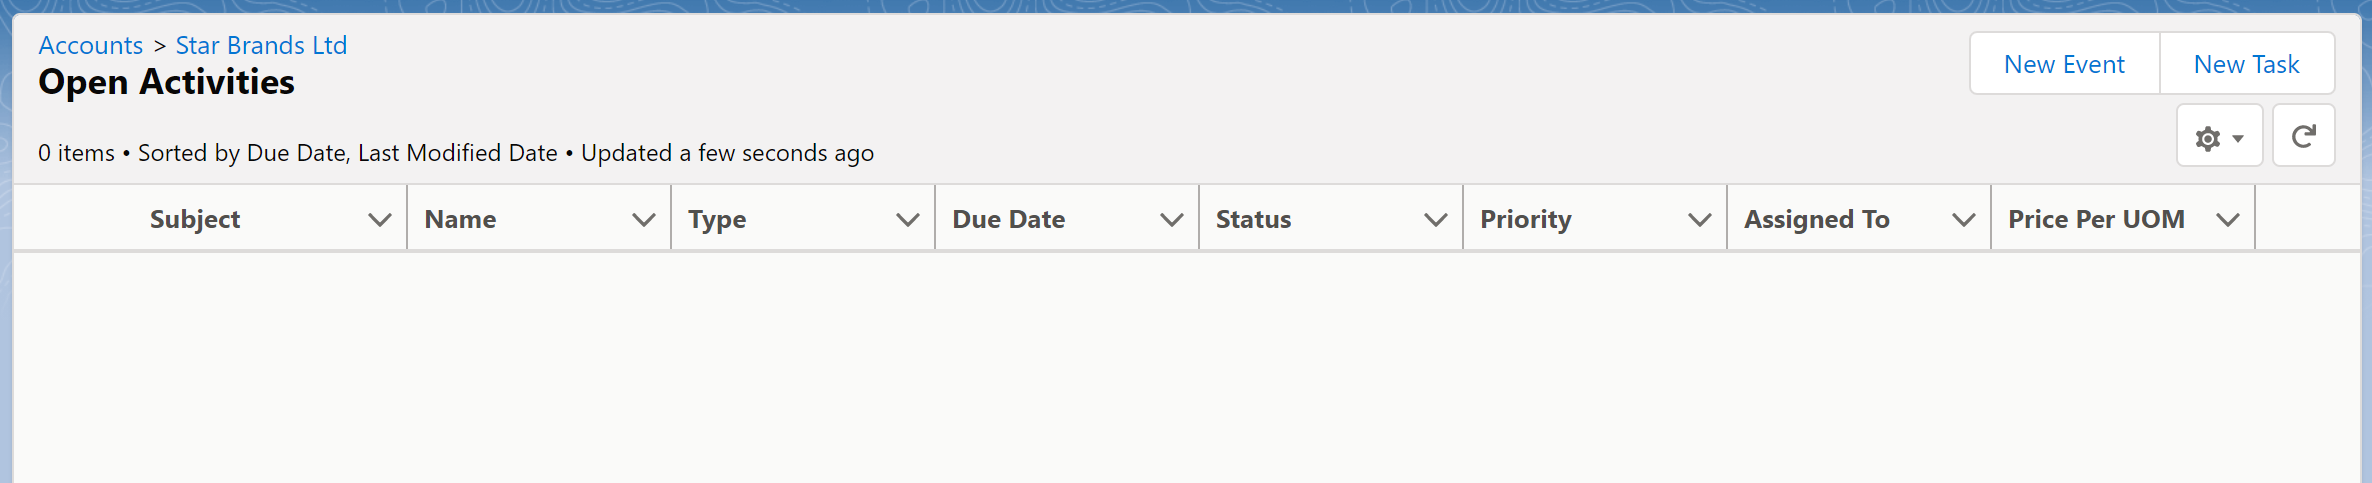 Accounts > Star Brands Ltd
Open Activities
New Event New Task
0 items • Sorted by Due Date, Last Modified Date • Updated a few seconds ago
Subject Name Type Due Date Status Priority Assigned To Price Per UOM